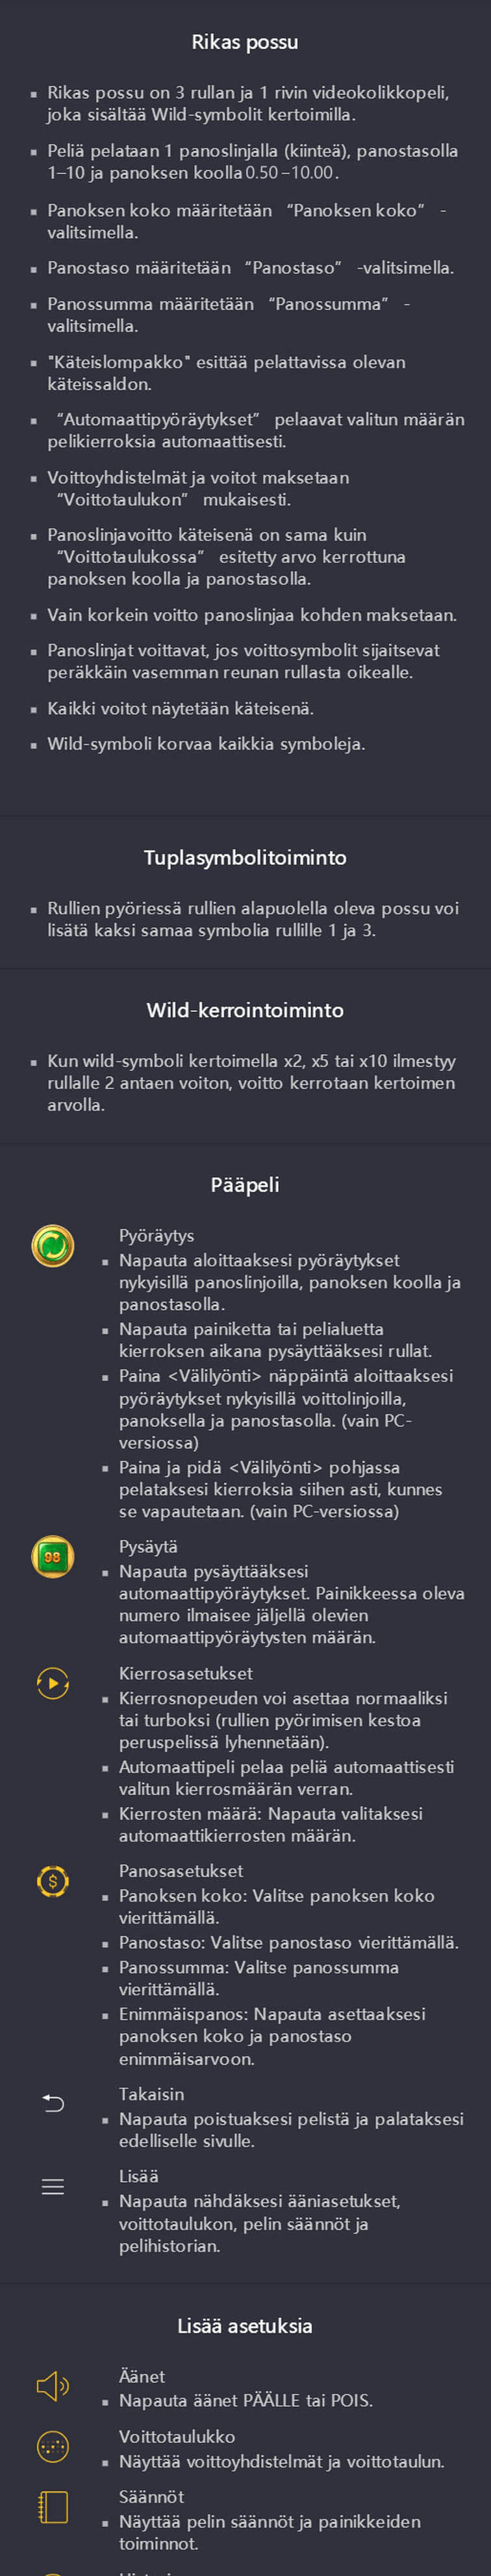 Rikas possu
Rikas possu on 3 rullan ja 1 rivin videokolikkopeli,
joka sisältää Wild-symbolit kertoimilla.
Peliä pelataan 1 panoslinjalla (kiinteä), panostasolla
1–10 ja panoksen koolla 0.50 –10.00 .
Panoksen koko määritetään “Panoksen koko” -
valitsimella.
Panostaso määritetään “Panostaso” -valitsimella.
Panossumma määritetään “Panossumma” -
valitsimella.
"Käteislompakko" esittää pelattavissa olevan
käteissaldon.
“Automaattipyöräytykset” pelaavat valitun määrän
pelikierroksia automaattisesti.
Voittoyhdistelmät ja voitot maksetaan
“Voittotaulukon” mukaisesti.
Panoslinjavoitto käteisenä on sama kuin
“Voittotaulukossa” esitetty arvo kerrottuna
panoksen koolla ja panostasolla.
Vain korkein voitto panoslinjaa kohden maksetaan.
Panoslinjat voittavat, jos voittosymbolit sijaitsevat
peräkkäin vasemman reunan rullasta oikealle.
Kaikki voitot näytetään käteisenä.
Wild-symboli korvaa kaikkia symboleja.
Tuplasymbolitoiminto
Rullien pyöriessä rullien alapuolella oleva possu voi
lisätä kaksi samaa symbolia rullille 1 ja 3.
Wild-kerrointoiminto
Kun wild-symboli kertoimella x2, x5 tai x10 ilmestyy
rullalle 2 antaen voiton, voitto kerrotaan kertoimen
arvolla.
Pääpeli
Pyöräytys
Napauta aloittaaksesi pyöräytykset
nykyisillä panoslinjoilla, panoksen koolla ja
panostasolla.
Napauta painiketta tai pelialuetta
kierroksen aikana pysäyttääksesi rullat.
Paina <Välilyönti> näppäintä aloittaaksesi
pyöräytykset nykyisillä voittolinjoilla,
panoksella ja panostasolla. (vain PC-
versiossa)
Paina ja pidä <Välilyönti> pohjassa
pelataksesi kierroksia siihen asti, kunnes
se vapautetaan. (vain PC-versiossa)
98
Pysäytä
Napauta pysäyttääksesi
automaattipyöräytykset. Painikkeessa oleva
numero ilmaisee jäljellä olevien
automaattipyöräytysten määrän.
Kierrosasetukset
Kierrosnopeuden voi asettaa normaaliksi
tai turboksi (rullien pyörimisen kestoa
peruspelissä lyhennetään).
Automaattipeli pelaa peliä automaattisesti
valitun kierrosmäärän verran.
Kierrosten määrä: Napauta valitaksesi
automaattikierrosten määrän.
$
Panosasetukset
Panoksen koko: Valitse panoksen koko
vierittämällä.
Panostaso: Valitse panostaso vierittämällä.
Panossumma: Valitse panossumma
vierittämällä.
Enimmäispanos: Napauta asettaaksesi
panoksen koko ja panostaso
enimmäisarvoon.
Takaisin
Napauta poistuaksesi pelistä ja palataksesi
edelliselle sivulle.
Lisää
Napauta nähdäksesi ääniasetukset,
voittotaulukon, pelin säännöt ja
pelihistorian.
Lisää asetuksia
Äänet
Napauta äänet PÄÄLLE tai POIS.
Voittotaulukko
Näyttää voittoyhdistelmät ja voittotaulun.
Säännöt
Näyttää pelin säännöt ja painikkeiden
toiminnot.